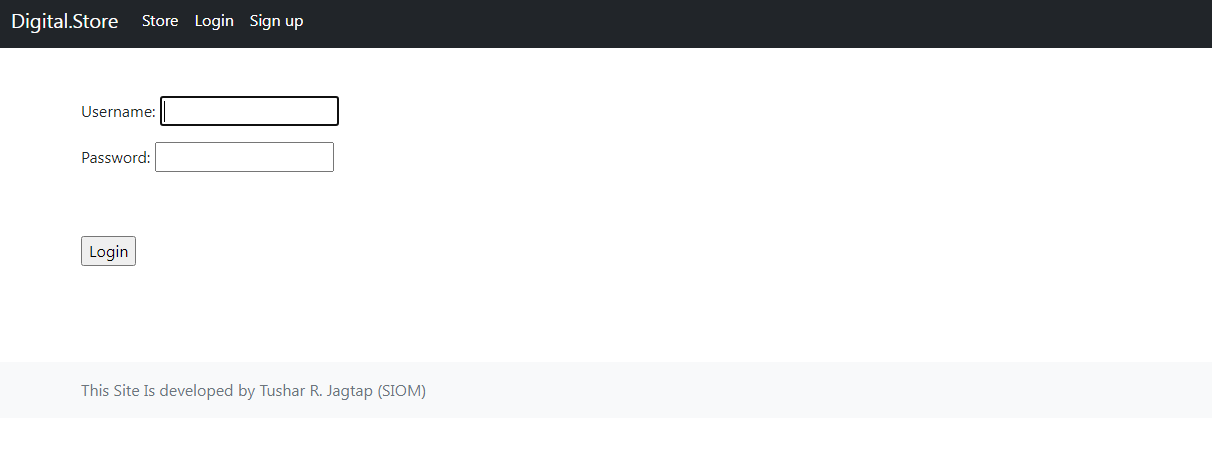 Digital.Store Store Login Sign up
Username:
Password:
Login
This Site Is developed by Tushar R. Jagtap (SIOM)